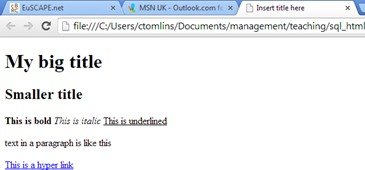 EuSCAPE.net
MSN UK - Outlook.com fo
Insert title here
file:///C:/Users/ctomlins/Documents/management/teaching/sql_html
My big title
Smaller title
This is bold This is italic This is underlined
text in a paragraph is like this
This is a hyper link